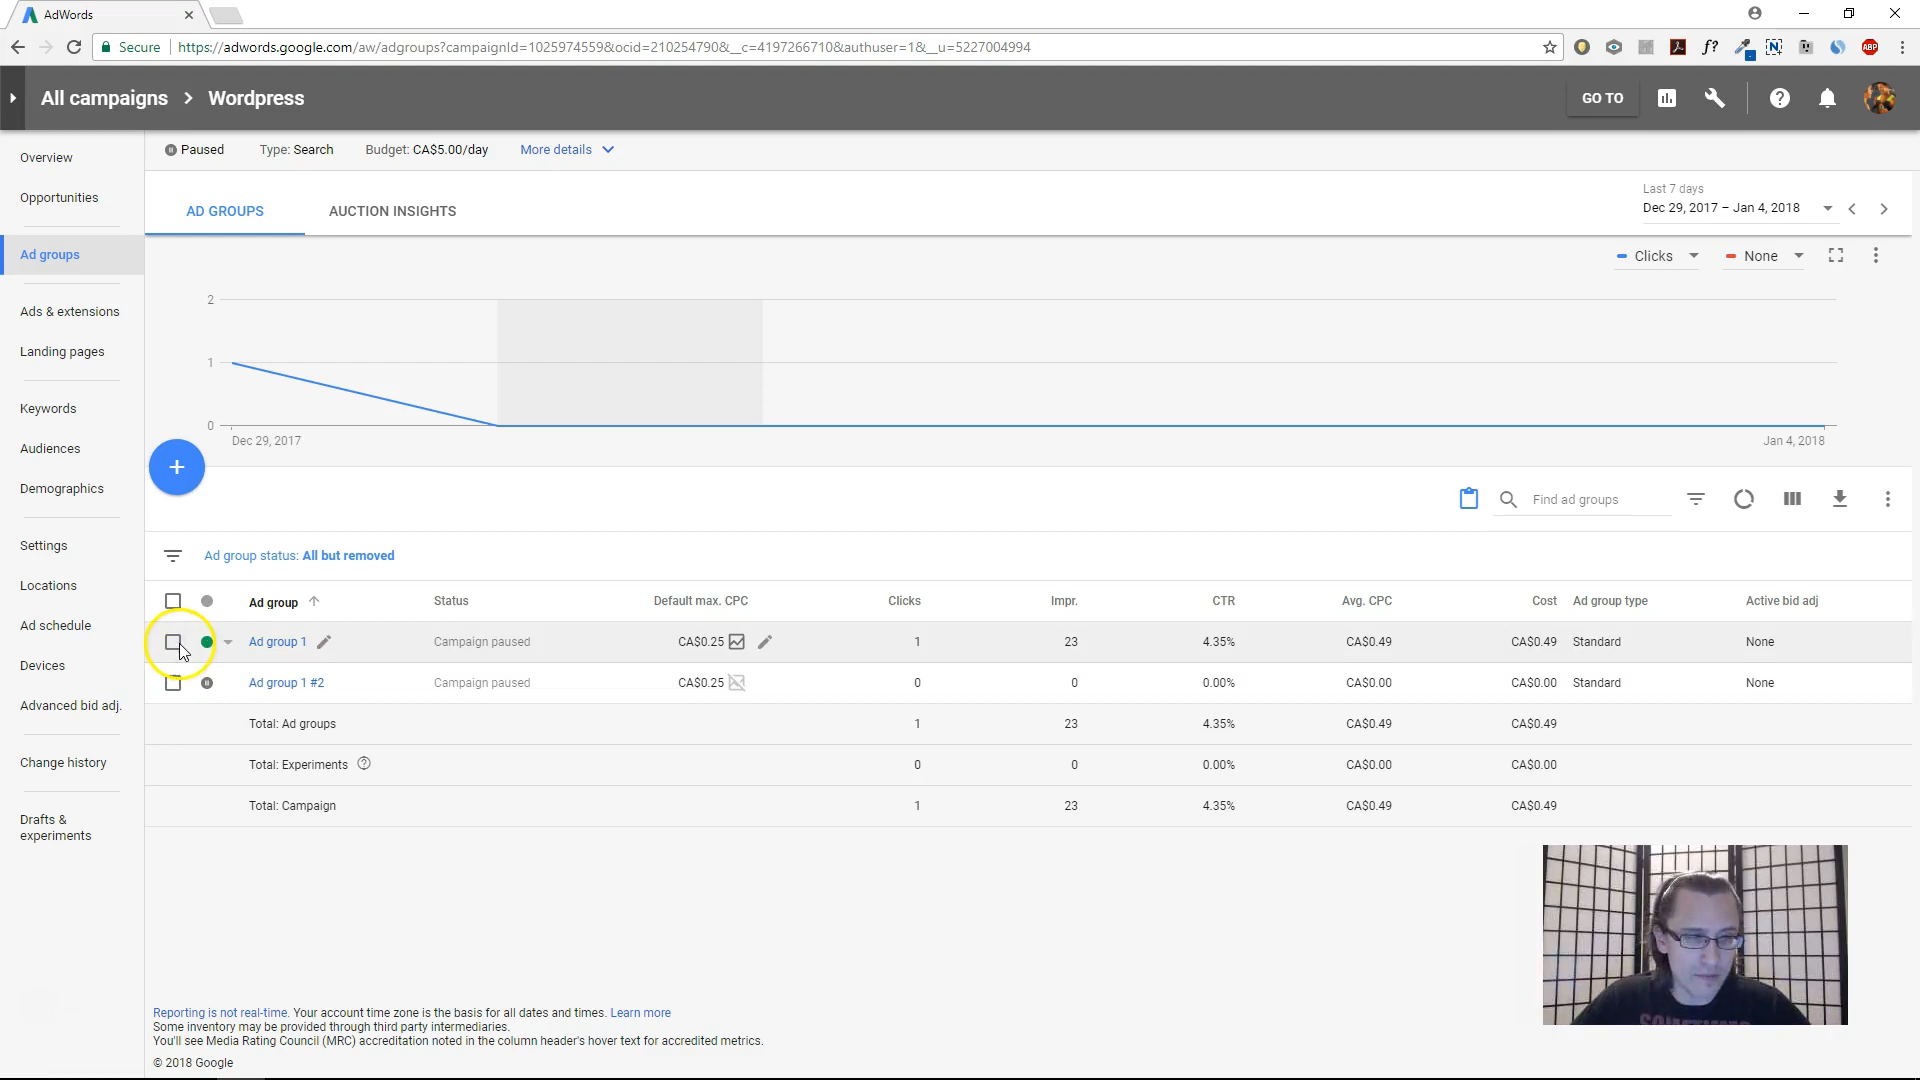 AdWords
Secure
https://adwords.google.com/aw/adgroups?campaignId=1025974559&ocid=210254790&__c=4197266710&authuser=1&__u=5227004994
f?
N
ABP
All campaigns > Wordpress
GO TO
Overview
Opportunities
Ad groups
Ads & extensions
Landing pages
Keywords
Audiences
Demographics
Settings
Locations
Ad schedule
Devices
Advanced bid adj.
Change history
Drafts &
experiments
Paused Type: Search Budget: CA$5.00/day More details
AD GROUPS AUCTION INSIGHTS
Last 7 days
Dec 29, 2017 – Jan 4, 2018
Clicks None
2
1
0
Dec 29, 2017 Jan 4, 2018
+
Find ad groups
Ad group status: All but removed
Ad group Status Default max. CPC Clicks Impr. CTR Avg. CPC Cost Ad group type Active bid adj
Ad group 1 Campaign paused CA$0.25 1 23 4.35% CA$0.49 CA$0.49 Standard None
Ad group 1 #2 Campaign paused CA$0.25 0 0 0.00% CA$0.00 CA$0.00 Standard None
Total: Ad groups 1 23 4.35% CA$0.49 CA$0.49
Total: Experiments 0 0 0.00% CA$0.00 CA$0.00
Total: Campaign 1 23 4.35% CA$0.49 CA$0.49
Reporting is not real-time. Your account time zone is the basis for all dates and times. Learn more
Some inventory may be provided through third party intermediaries.
You'll see Media Rating Council (MRC) accreditation noted in the column header's hover text for accredited metrics.
© 2018 Google